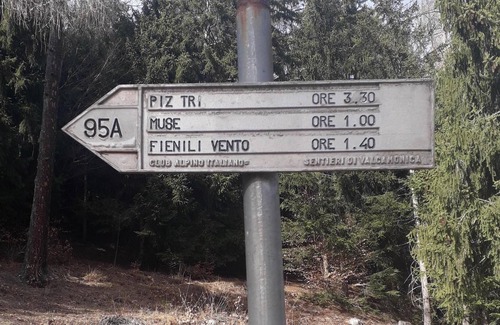 95A
PIZ TRI ORE 3.30
MUSE ORE 1.00
FIENILI VENTO ORE 1.40
CLUB ALPINO ITALIANO SENTIERI DI VALCAMONICA